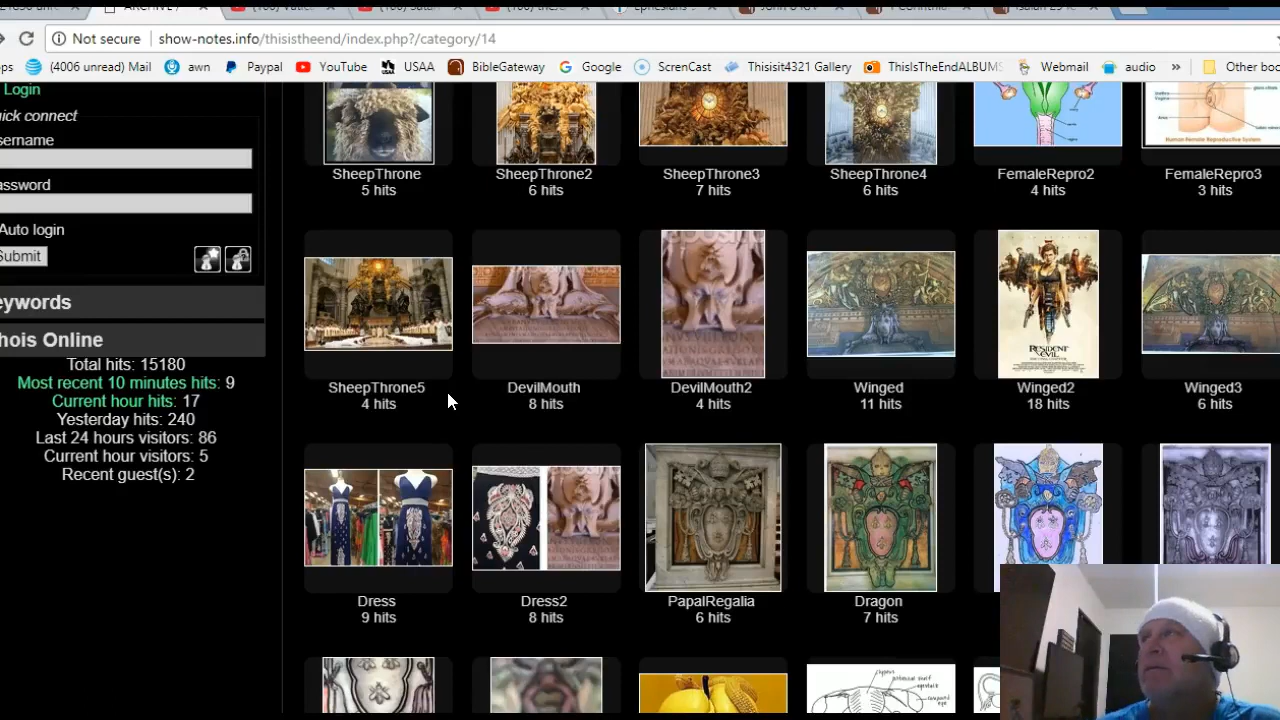 Not secure show-notes.info/thisistheend/index.php?/category/14
(4006 unread) Mail awn Paypal YouTube USAA BibleGateway Google ScrenCast Thisisit4321 Gallery ThisIsTheEndALBUMS Webmail audio » Other boo
Login
ick connect
sername
assword
Auto login
Submit
eywords
hois Online
Total hits: 15180
Most recent 10 minutes hits: 9
Current hour hits: 17
Yesterday hits: 240
Last 24 hours visitors: 86
Current hour visitors: 5
Recent guest(s): 2
Human Female Reproductive System
SheepThrone SheepThrone2 SheepThrone3 SheepThrone4 FemaleRepro2 FemaleRepro3
5 hits 6 hits 7 hits 6 hits 4 hits 3 hits
RESIDENT EVIL
SheepThrone5 DevilMouth DevilMouth2 Winged Winged2 Winged3
4 hits 8 hits 4 hits 11 hits 18 hits 6 hits
Dress Dress2 PapalRegalia Dragon
9 hits 8 hits 6 hits 7 hits